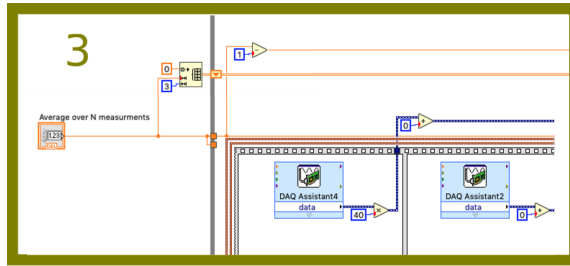 3
1
0
3
Average over N measurments
123
0
DAQ Assistant4
data
40
DAQ Assistant2
data
0